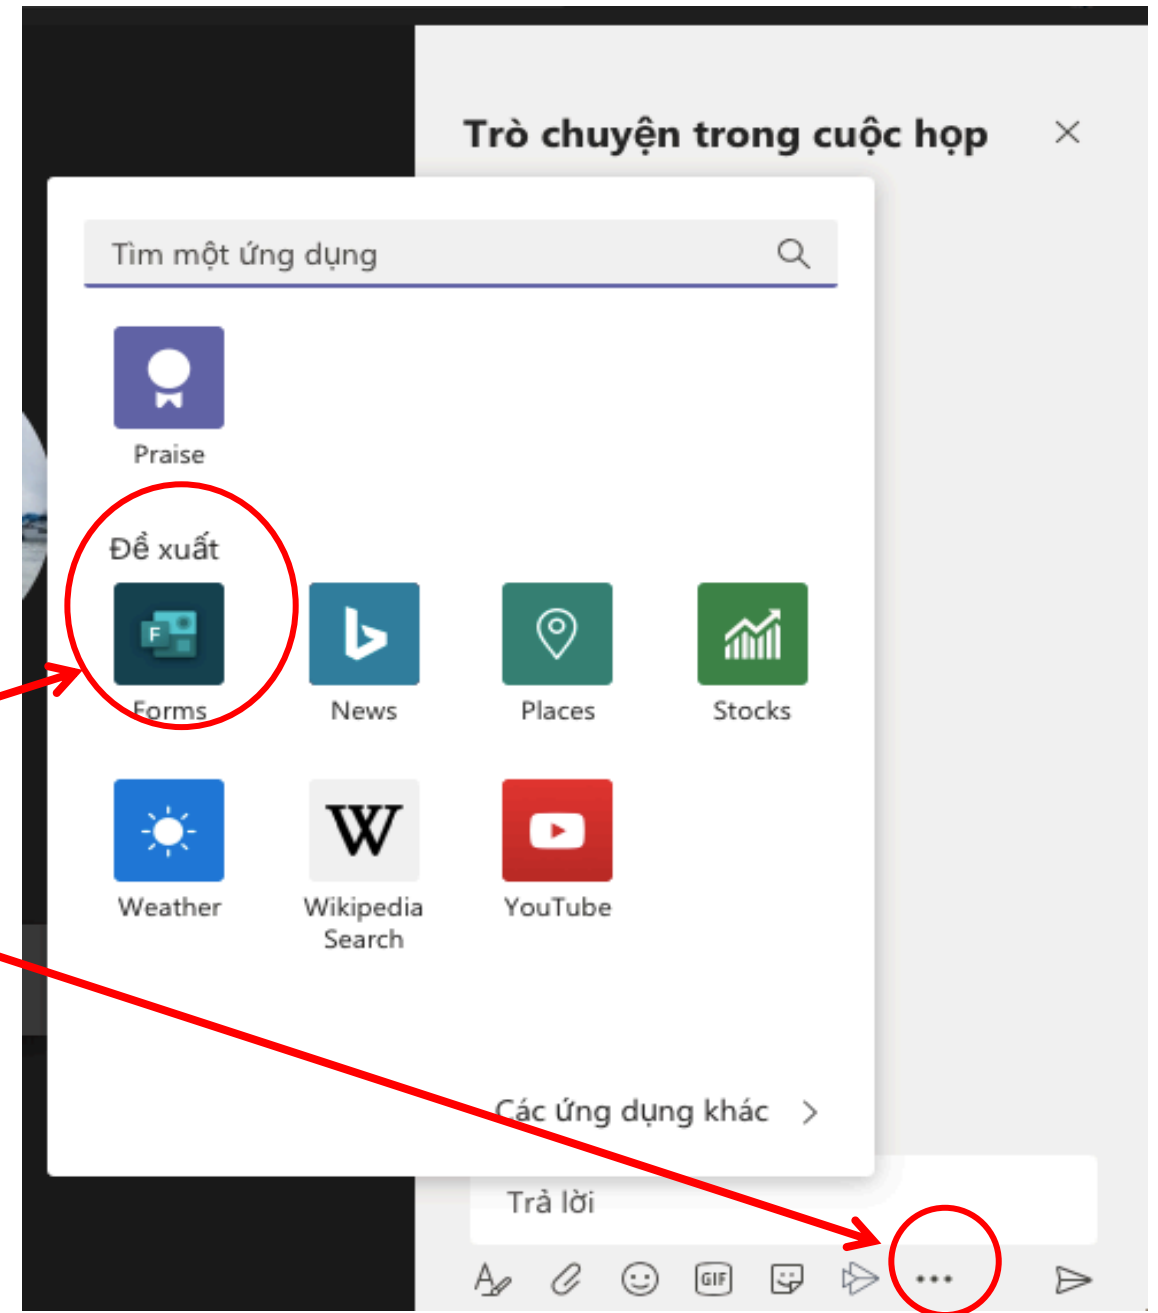 Trò chuyện trong cuộc họp
Tìm một ứng dụng
Praise
Đề xuất
F
Forms
News
Places
Stocks
W
Weather
Wikipedia
Search
YouTube
Các ứng dụng khác
Trả lời
GIF